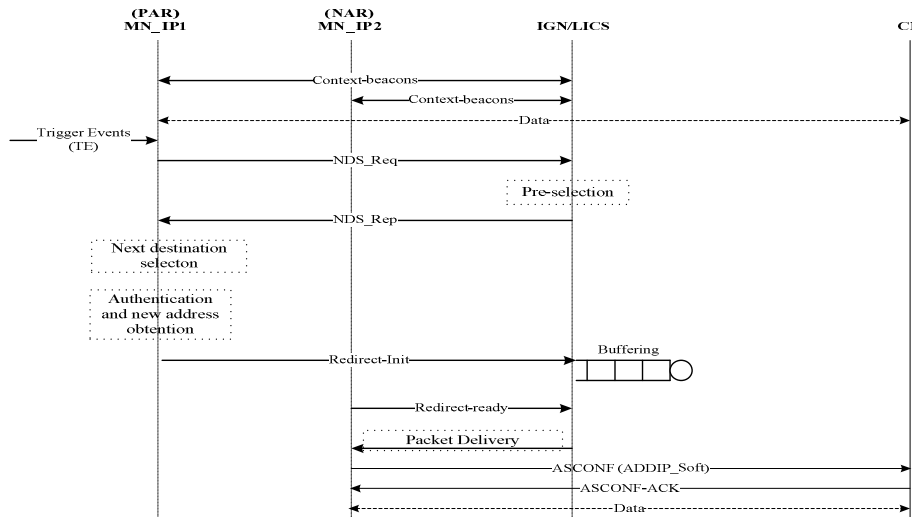 (PAR)
MN_IP1
(NAR)
MN_IP2
IGN/LICS
Context-beacons
Context-beacons
Data
Trigger Events
(TE)
NDS_Req
Pre-selection
NDS_Rep
Next destination
selecton
Authentication
and new address
obtention
Redirect-Init
Buffering
Redirect-ready
Packet Delivery
ASCONF (ADDIP_Soft)
ASCONF-ACK
Data